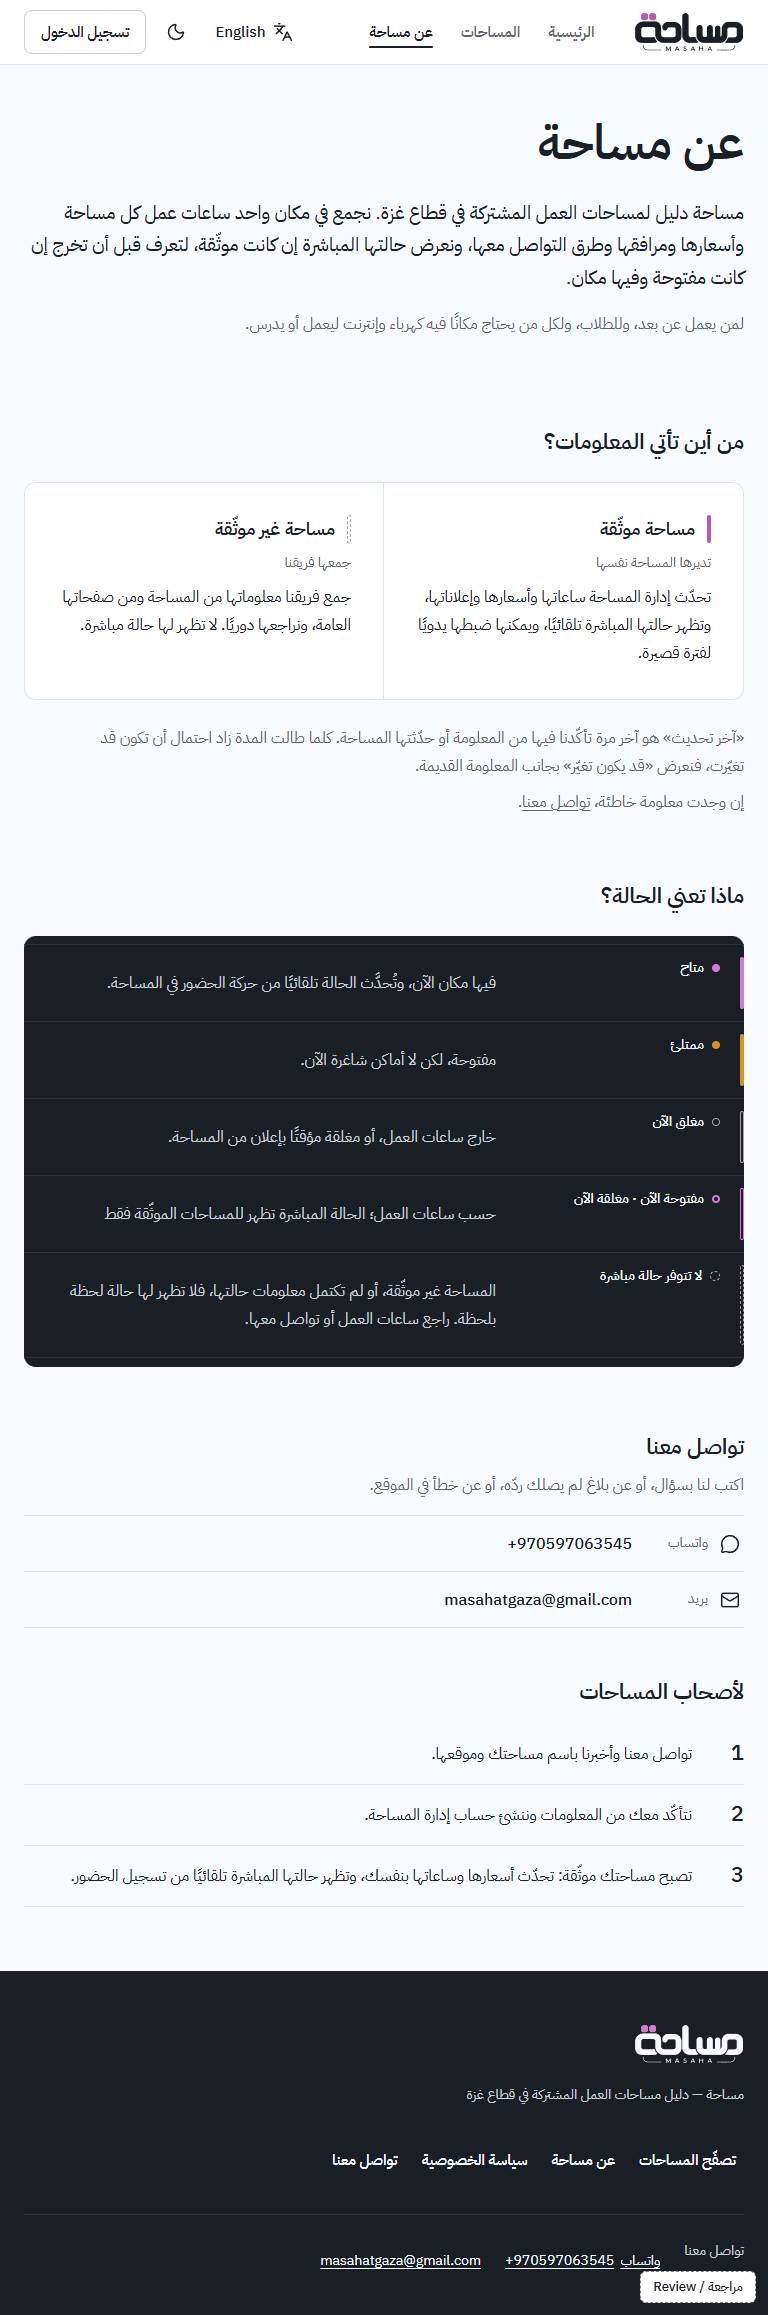 مساحة
MASAHA
الرئيسية
المساحات
عن مساحة
English
تسجيل الدخول
عن مساحة
مساحة دليل لمساحات العمل المشتركة في قطاع غزة. نجمع في مكان واحد ساعات عمل كل مساحة
وأسعارها ومرافقها وطرق التواصل معها، ونعرض حالتها المباشرة إن كانت موثّقة، لتعرف قبل أن تخرج إن
كانت مفتوحة وفيها مكان.
لمن يعمل عن بعد، وللطلاب، ولكل من يحتاج مكانًا فيه كهرباء وإنترنت ليعمل أو يدرس.
من أين تأتي المعلومات؟
مساحة موثّقة
تديرها المساحة نفسها
تحدّث إدارة المساحة ساعاتها وأسعارها وإعلاناتها،
وتظهر حالتها المباشرة تلقائيًا، ويمكنها ضبطها يدويًا
لفترة قصيرة.
مساحة غير موثّقة
جمعها فريقنا
جمع فريقنا معلوماتها من المساحة ومن صفحاتها
العامة، ونراجعها دوريًا. لا تظهر لها حالة مباشرة.
«آخر تحديث» هو آخر مرة تأكّدنا فيها من المعلومة أو حدّثتها المساحة. كلما طالت المدة زاد احتمال أن تكون قد
تغيّرت، فنعرض «قد يكون تغيّر» بجانب المعلومة القديمة.
إن وجدت معلومة خاطئة، تواصل معنا.
ماذا تعني الحالة؟
متاح
فيها مكان الآن، وتُحدَّث الحالة تلقائيًا من حركة الحضور في المساحة.
ممتلئ
مفتوحة، لكن لا أماكن شاغرة الآن.
مغلق الآن
خارج ساعات العمل، أو مغلقة مؤقتًا بإعلان من المساحة.
مفتوحة الآن · مغلقة الآن
حسب ساعات العمل؛ الحالة المباشرة تظهر للمساحات الموثّقة فقط
لا تتوفر حالة مباشرة
المساحة غير موثّقة، أو لم تكتمل معلومات حالتها، فلا تظهر لها حالة لحظة
بلحظة. راجع ساعات العمل أو تواصل معها.
تواصل معنا
اكتب لنا بسؤال، أو عن بلاغ لم يصلك ردّه، أو عن خطأ في الموقع.
واتساب
+970597063545
بريد
masahatgaza@gmail.com
لأصحاب المساحات
1
تواصل معنا وأخبرنا باسم مساحتك وموقعها.
2
نتأكّد معك من المعلومات وننشئ حساب إدارة المساحة.
3
تصبح مساحتك موثّقة: تحدّث أسعارها وساعاتها بنفسك، وتظهر حالتها المباشرة تلقائيًا من تسجيل الحضور.
مساحة
MASAHA
مساحة — دليل مساحات العمل المشتركة في قطاع غزة
تصفّح المساحات
عن مساحة
سياسة الخصوصية
تواصل معنا
تواصل معنا
واتساب +970597063545
masahatgaza@gmail.com
مراجعة / Review